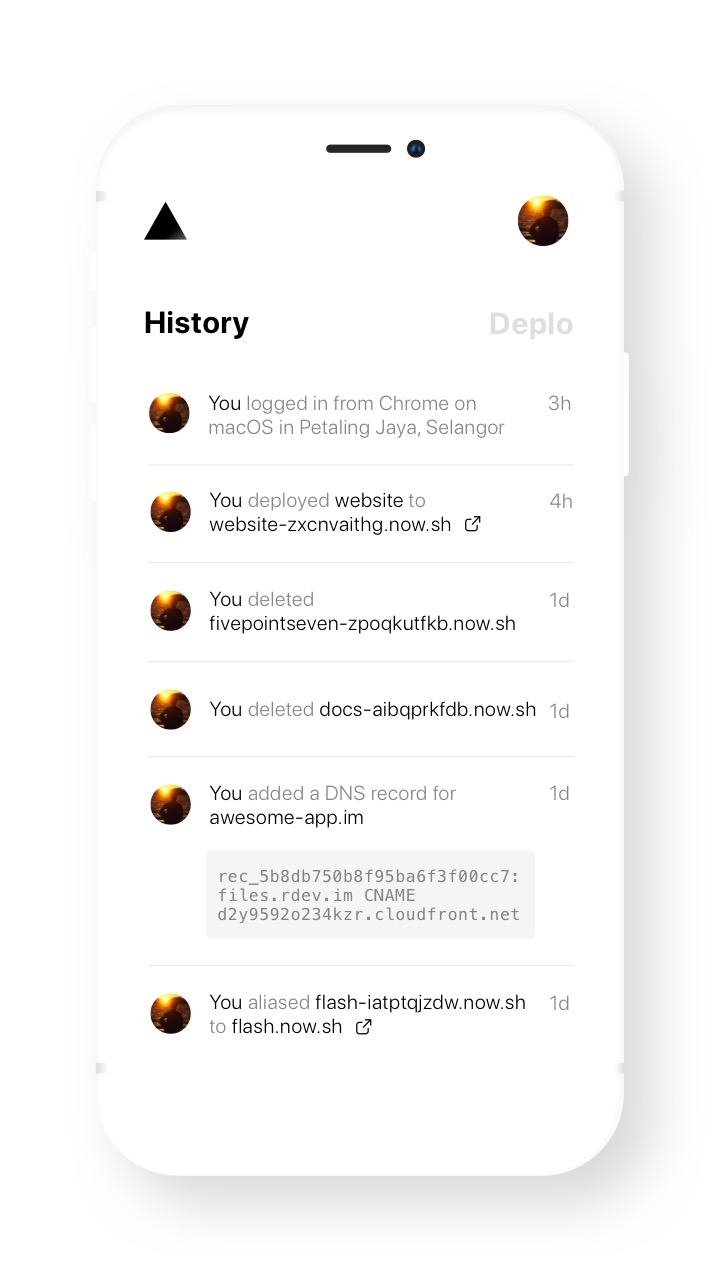 History
Deplo
You logged in from Chrome on 3h
macOS in Petaling Jaya, Selangor
You deployed website to 4h
website-zxcnvaithg.now.sh
You deleted 1d
fivepointseven-zpoqkutfkb.now.sh
You deleted docs-aibqprkfdb.now.sh 1d
You added a DNS record for 1d
awesome-app.im
rec_5b8db750b8f95ba6f3f00cc7:
files.rdev.im CNAME
d2y9592o234kzr.cloudfront.net
You aliased flash-iatptqjzdw.now.sh 1d
to flash.now.sh